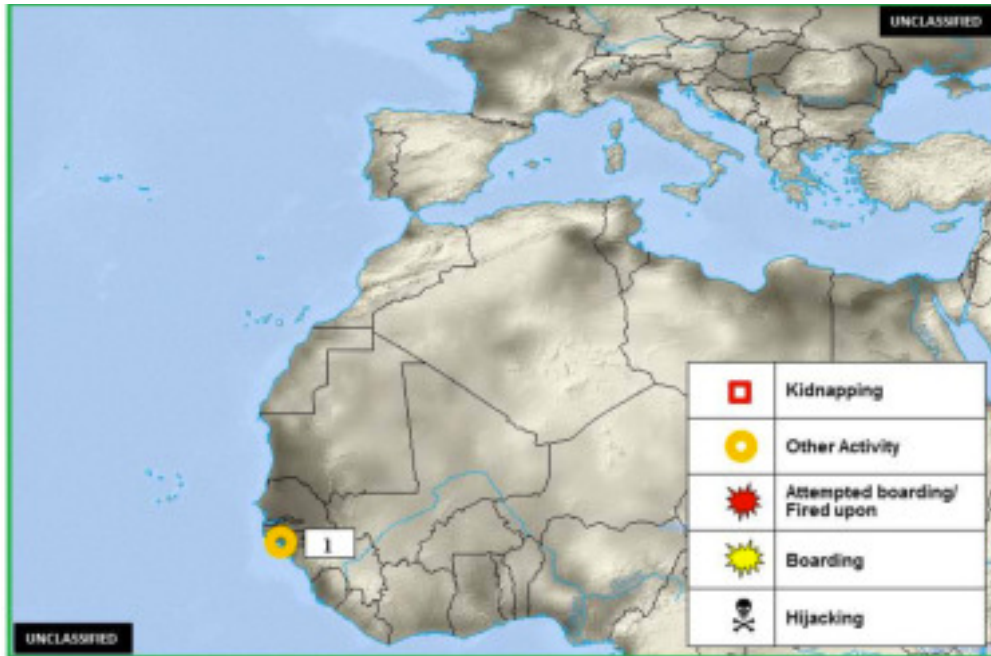 UNCLASSIFIED
Kidnapping
Other Activity
Attempted boarding/
Fired upon
Boarding
Hijacking
1
UNCLASSIFIED